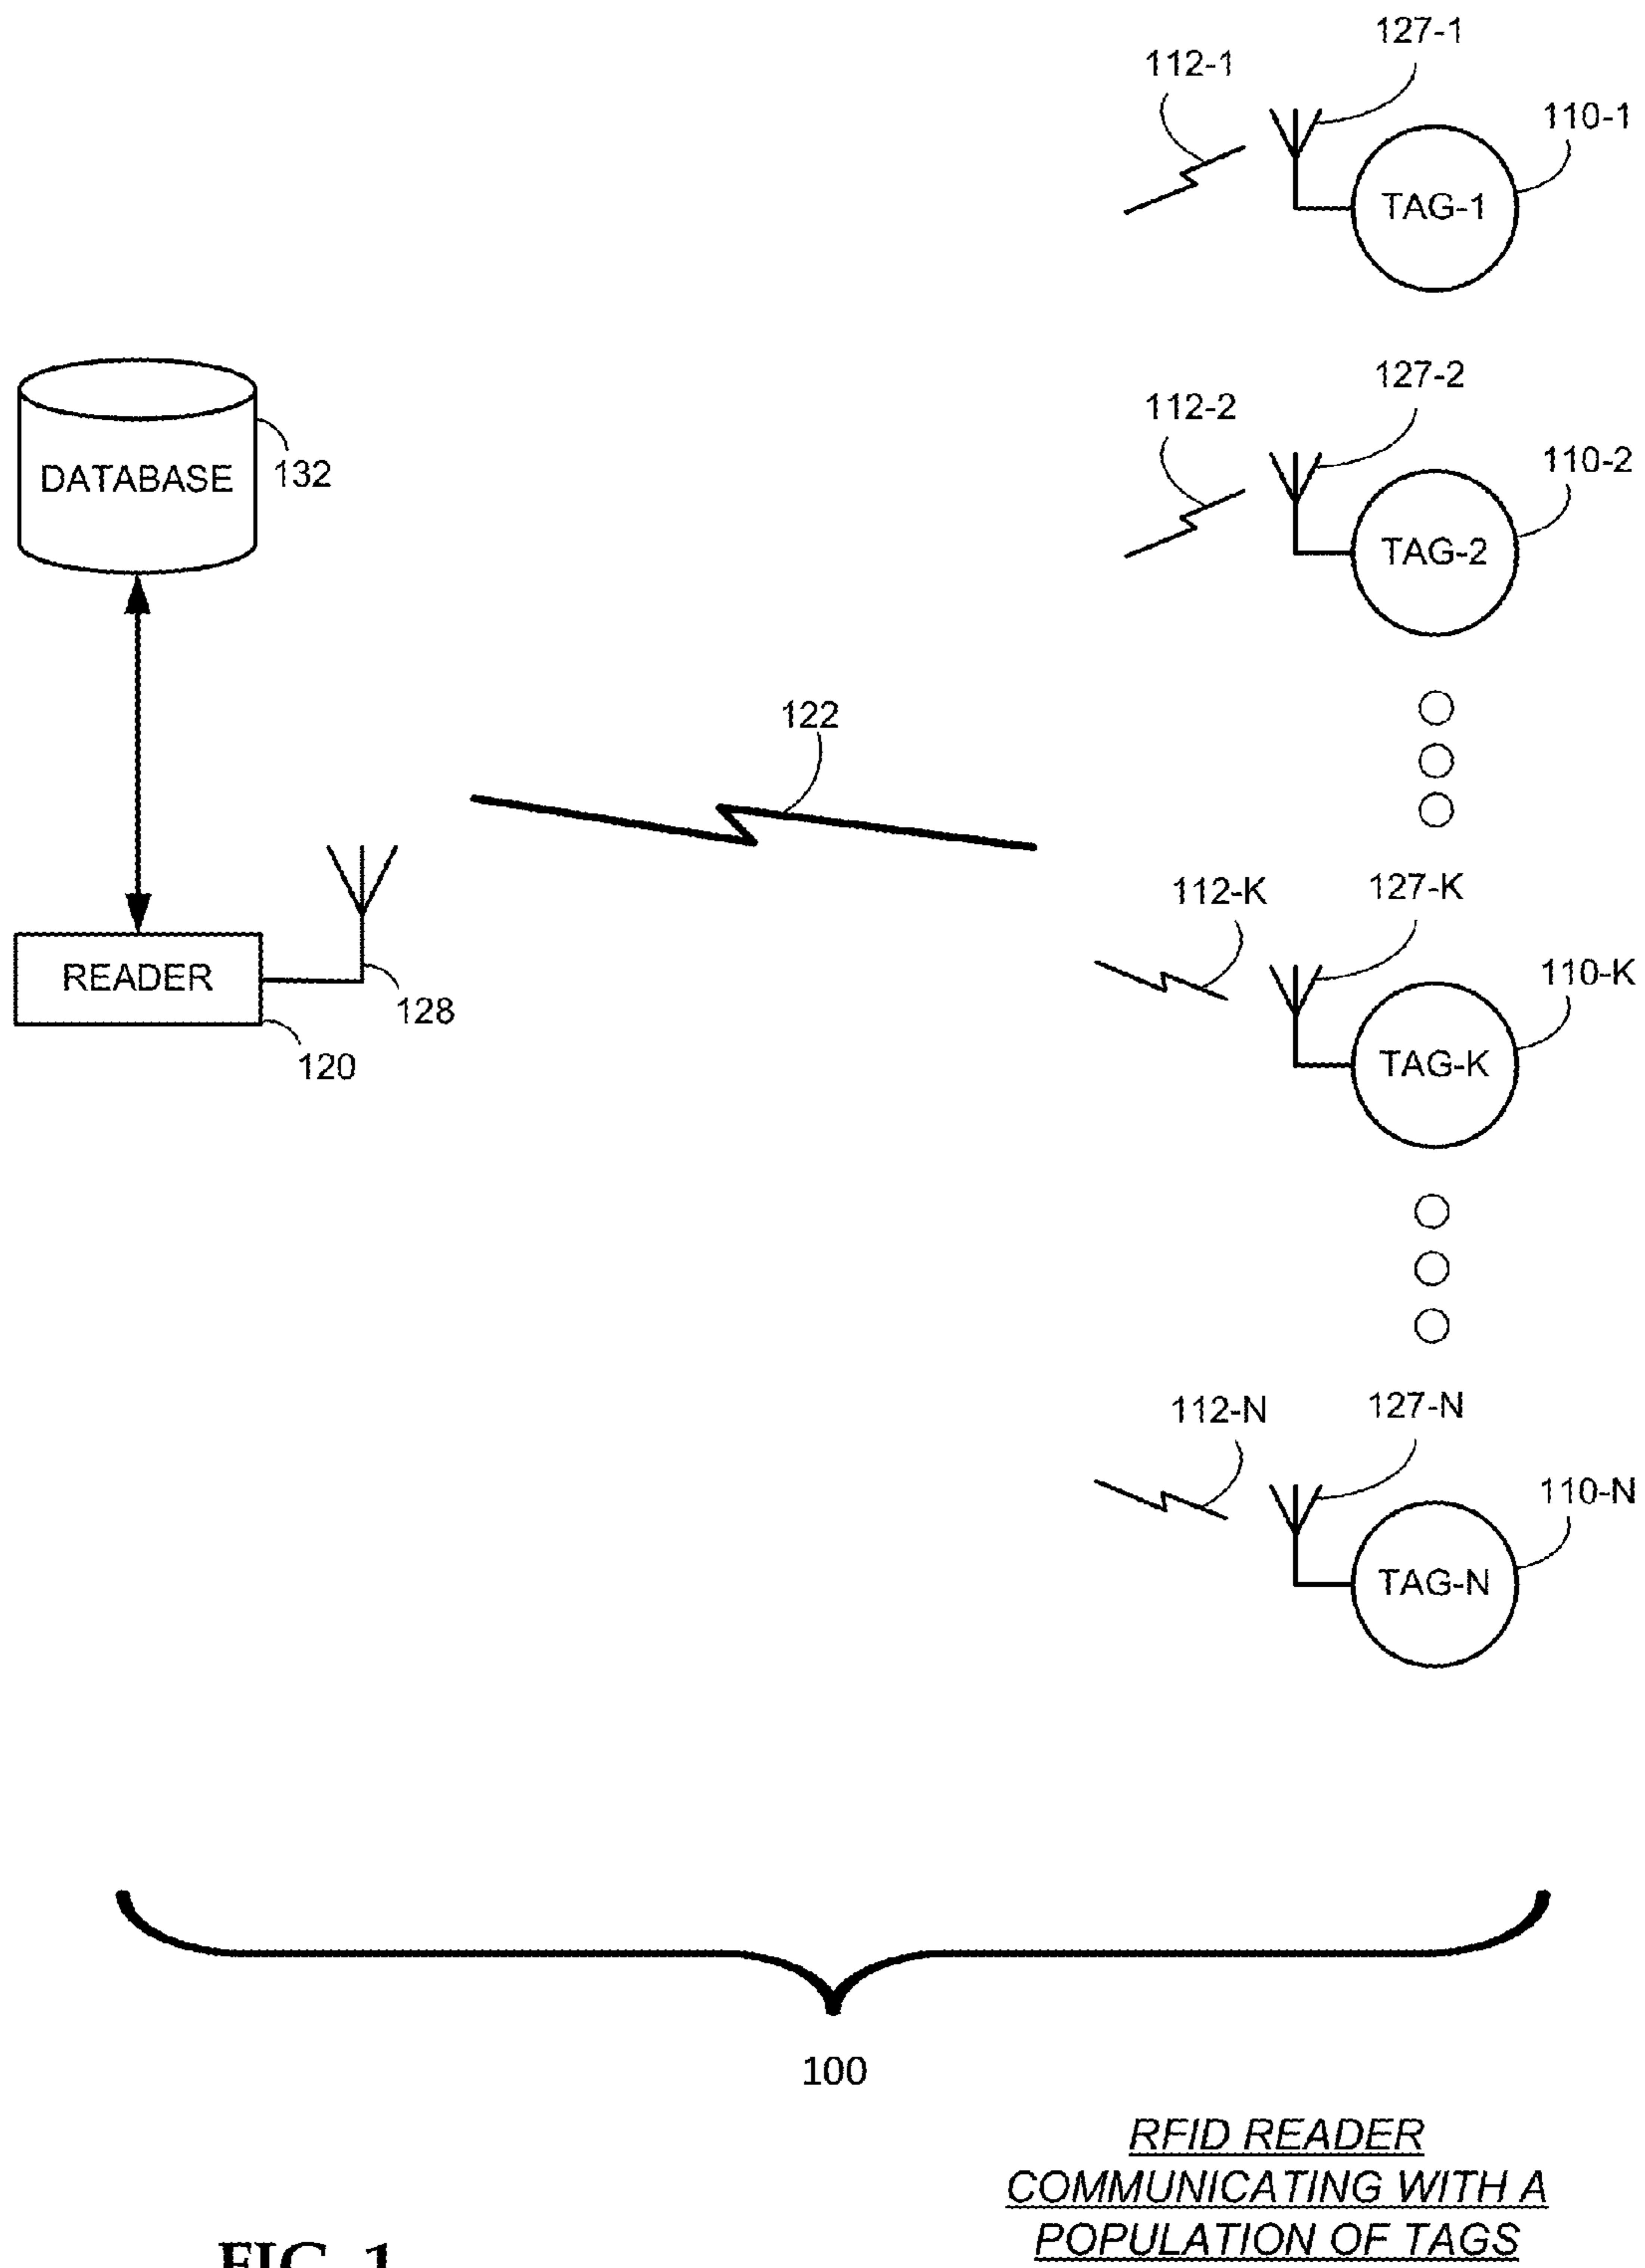 127-1
112-1
110-1
TAG-1
127-2
112-2
110-2
TAG-2
DATABASE
132
122
112-K
127-K
110-K
READER
128
120
TAG-K
112-N
127-N
110-N
TAG-N
100
RFID READER
COMMUNICATING WITH A
POPULATION OF TAGS
FIG. 1